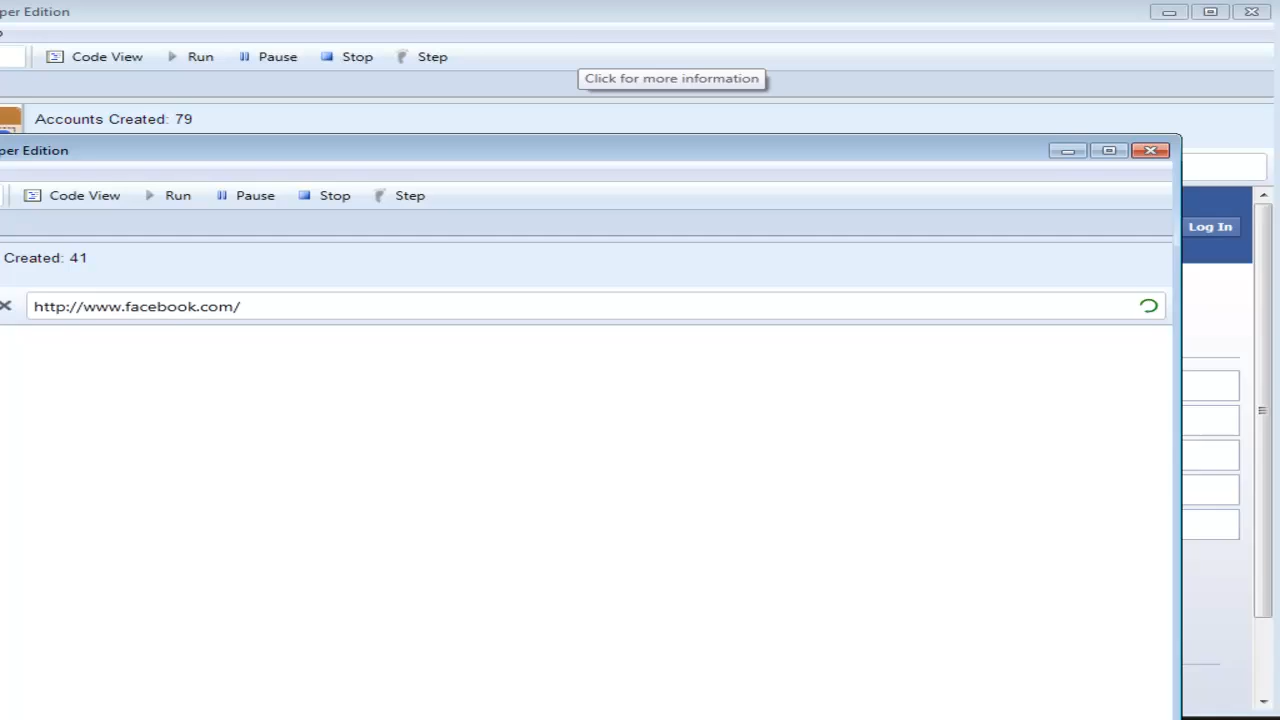 per Edition
Code View Run Pause Stop Step
Click for more information
Accounts Created: 79
per Edition
Code View Run Pause Stop Step
Created: 41
http://www.facebook.com/
Log In